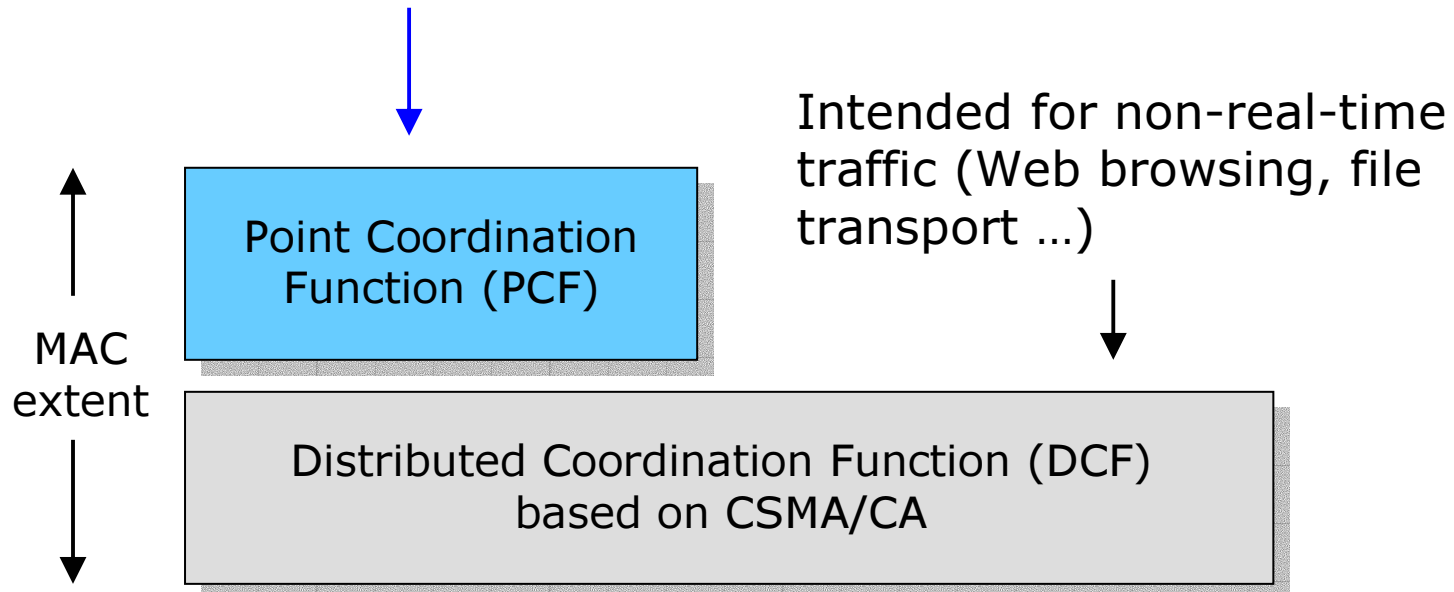 Intended for non-real-time
traffic (Web browsing, file
transport …)
Point Coordination
Function (PCF)
MAC
extent
Distributed Coordination Function (DCF)
based on CSMA/CA